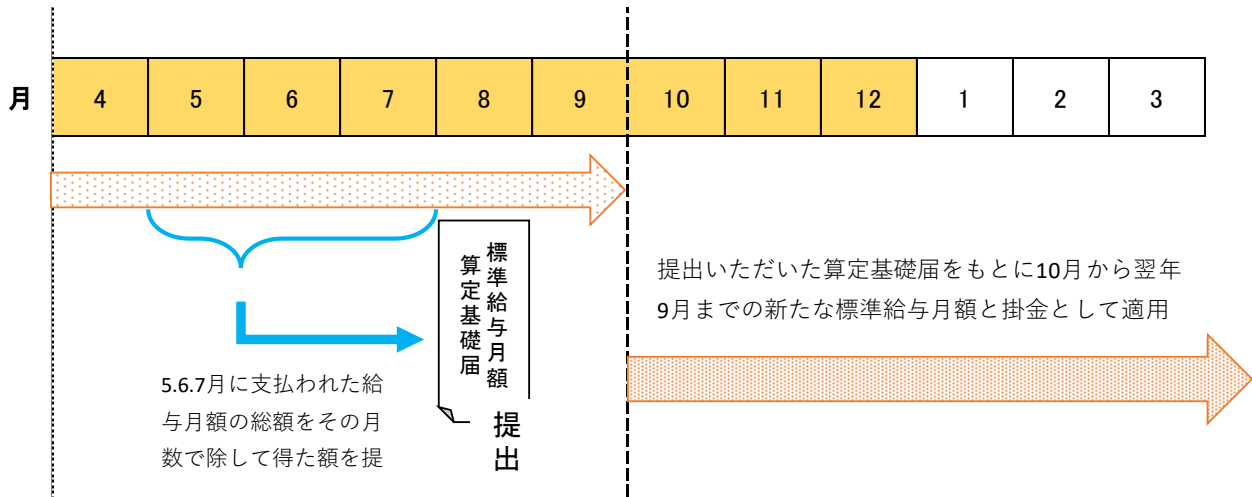 月 4 5 6 7 8 9 10 11 12 1 2 3
標準給与月額
算定基礎届
提出
5.6.7月に支払われた給
与月額の総額をその月
数で除して得た額を提
提出いただいた算定基礎届をもとに10月から翌年
9月までの新たな標準給与月額と掛金として適用